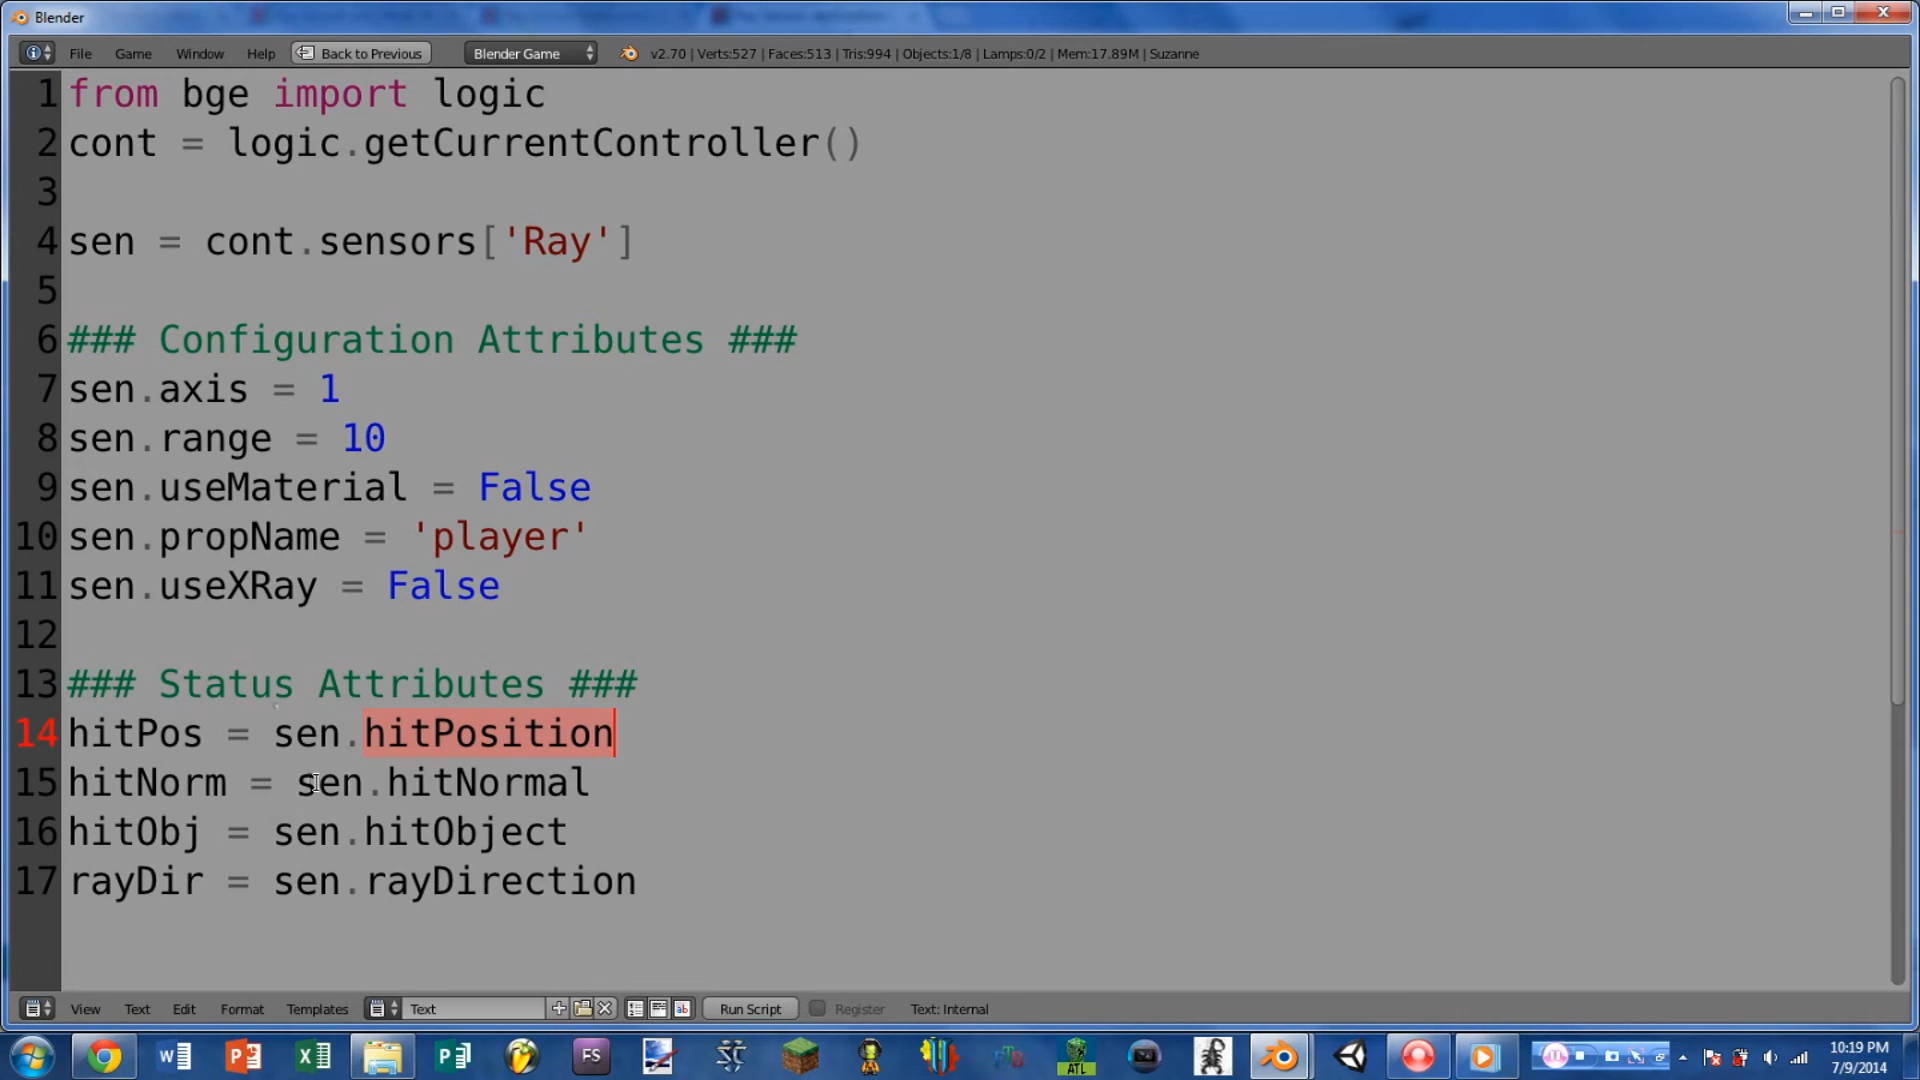 Blender
File Game Window Help Back to Previous Blender Game v2.70 | Verts:527 | Faces:513 | Tris:994 | Objects:1/8 | Lamps:0/2 | Mem:17.89M | Suzanne
1 from bge import logic
2 cont = logic.getCurrentController()
3
4 sen = cont.sensors['Ray']
5
6 ### Configuration Attributes ###
7 sen.axis = 1
8 sen.range = 10
9 sen.useMaterial = False
10 sen.propName = 'player'
11 sen.useXRay = False
12
13 ### Status Attributes ###
14 hitPos = sen.hitPosition
15 hitNorm = sen.hitNormal
16 hitObj = sen.hitObject
17 rayDir = sen.rayDirection
View Text Edit Format Templates Text Run Script Register Text: Internal
FS ATL 10:19 PM
7/9/2014